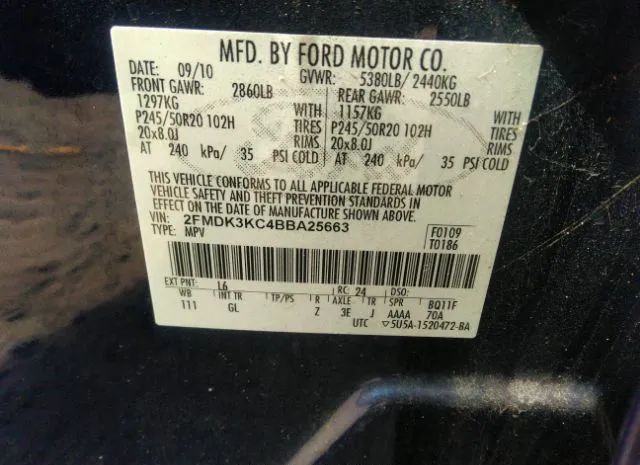 MFD. BY FORD MOTOR CO.
DATE: 09/10 GVWR: 5380LB/ 2440KG
FRONT GAWR: 2860LB REAR GAWR: 2550LB
1297KG WITH 1157KG WITH
P245/50R20 102H TIRES P245/50R20 102H TIRES
20x8.0J RIMS 20x8.0J RIMS
AT 240 kPa/ 35 PSI COLD AT 240 kPa/ 35 PSI COLD
THIS VEHICLE CONFORMS TO ALL APPLICABLE FEDERAL MOTOR
VEHICLE SAFETY AND THEFT PREVENTION STANDARDS IN
EFFECT ON THE DATE OF MANUFACTURE SHOWN ABOVE.
VIN: 2FMDK3KC4BBA25663 F0109
TYPE: MPV T0186
EXT PNT: L6 RC: 24 DSO:
WB INT TR TP/PS R AXLE TR SPR BQ11F
111 GL Z 3E J AAAA 70A
UTC ▽5U5A-1520472-BA